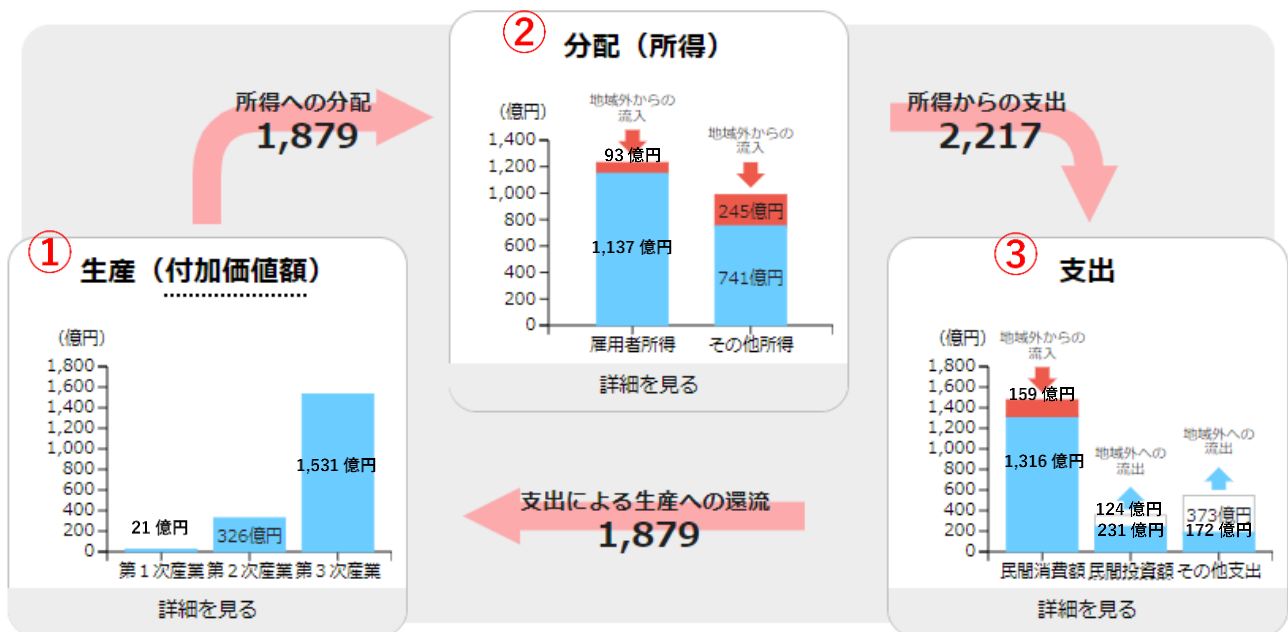 ②
分配（所得）
所得への分配
1,879
所得からの支出
2,217
（億円）
地域外からの
流入
地域外からの
流入
1,400
1,200
1,000
800
600
400
200
0
93 億円
1,137 億円
245億円
741億円
雇用者所得
その他所得
詳細を見る
①
生産（付加価値額）
（億円）
1,800
1,600
1,400
1,200
1,000
800
600
400
200
0
21 億円
326億円
1,531 億円
第１次産業
第２次産業
第３次産業
詳細を見る
支出による生産への還流
1,879
③
支出
（億円）
地域外からの
流入
1,800
1,600
1,400
1,200
1,000
800
600
400
200
0
159 億円
1,316 億円
地域外への
流出
124 億円
231 億円
地域外への
流出
373億円
172 億円
民間消費額
民間投資額
その他支出
詳細を見る